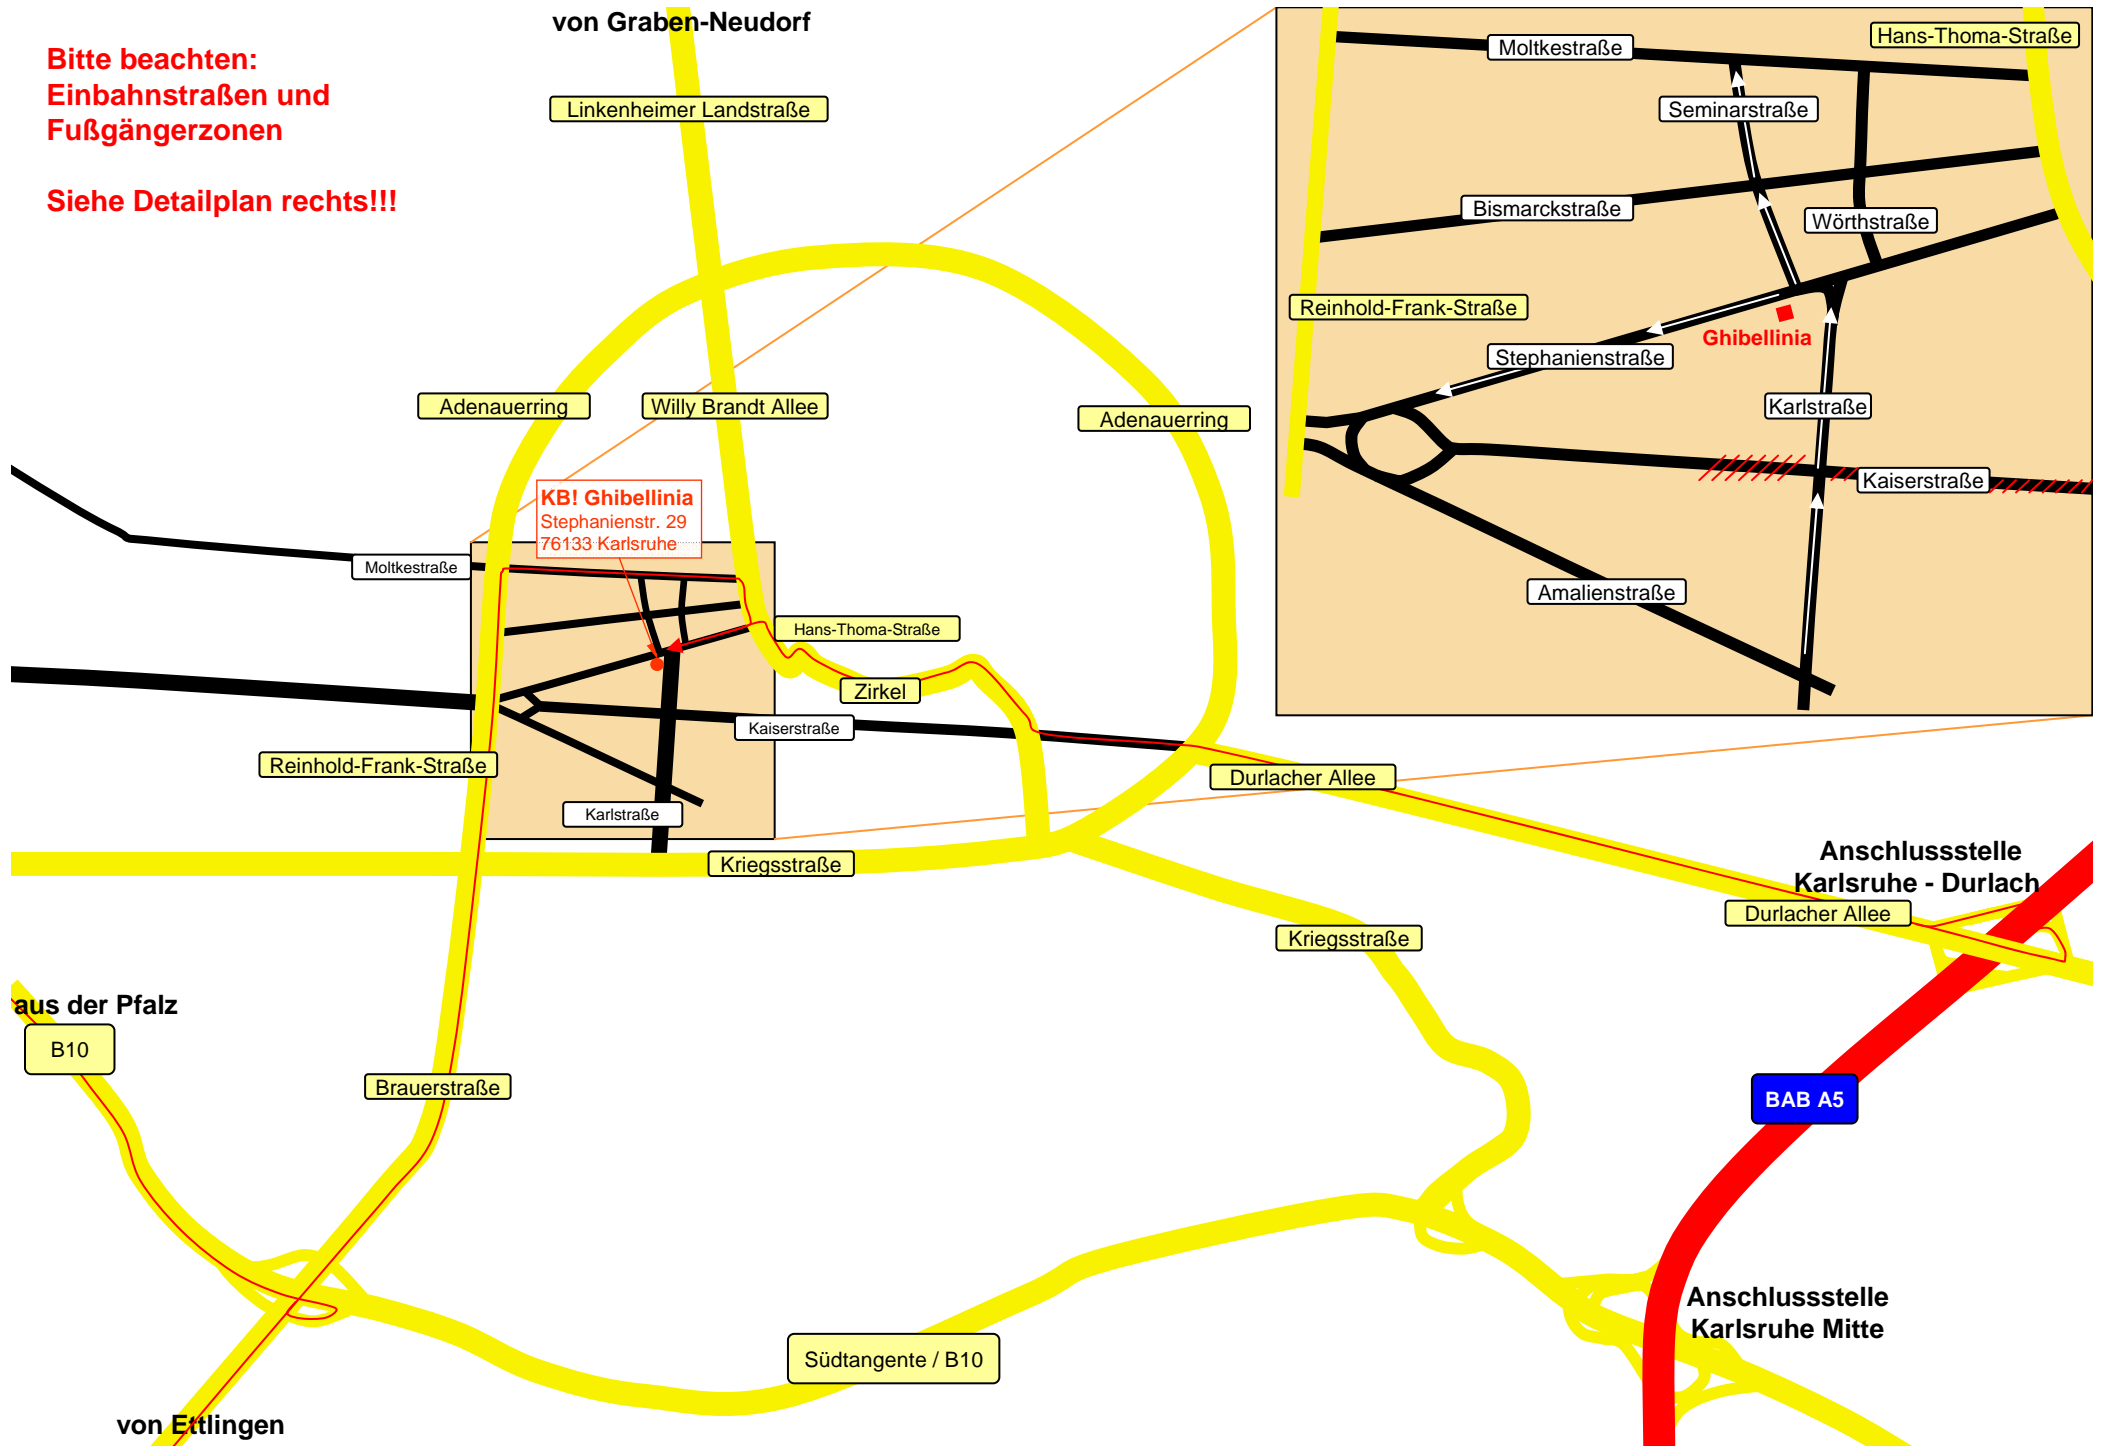 von Graben-Neudorf
Bitte beachten:
Einbahnstraßen und
Fußgängerzonen
Siehe Detailplan rechts!!!
Linkenheimer Landstraße
Adenauerring
Willy Brandt Allee
Adenauerring
KB! Ghibellinia
Stephanienstr. 29
76133 Karlsruhe
Moltkestraße
Hans-Thoma-Straße
Zirkel
Kaiserstraße
Reinhold-Frank-Straße
Karlstraße
Durlacher Allee
Kriegsstraße
Kriegsstraße
Anschlussstelle
Karlsruhe - Durlach
Durlacher Allee
aus der Pfalz
B10
Brauerstraße
BAB A5
Anschlussstelle
Karlsruhe Mitte
Südtangente / B10
von Ettlingen
Hans-Thoma-Straße
Moltkestraße
Seminarstraße
Bismarckstraße
Wörthstraße
Reinhold-Frank-Straße
Ghibellinia
Stephanienstraße
Karlstraße
Kaiserstraße
Amalienstraße